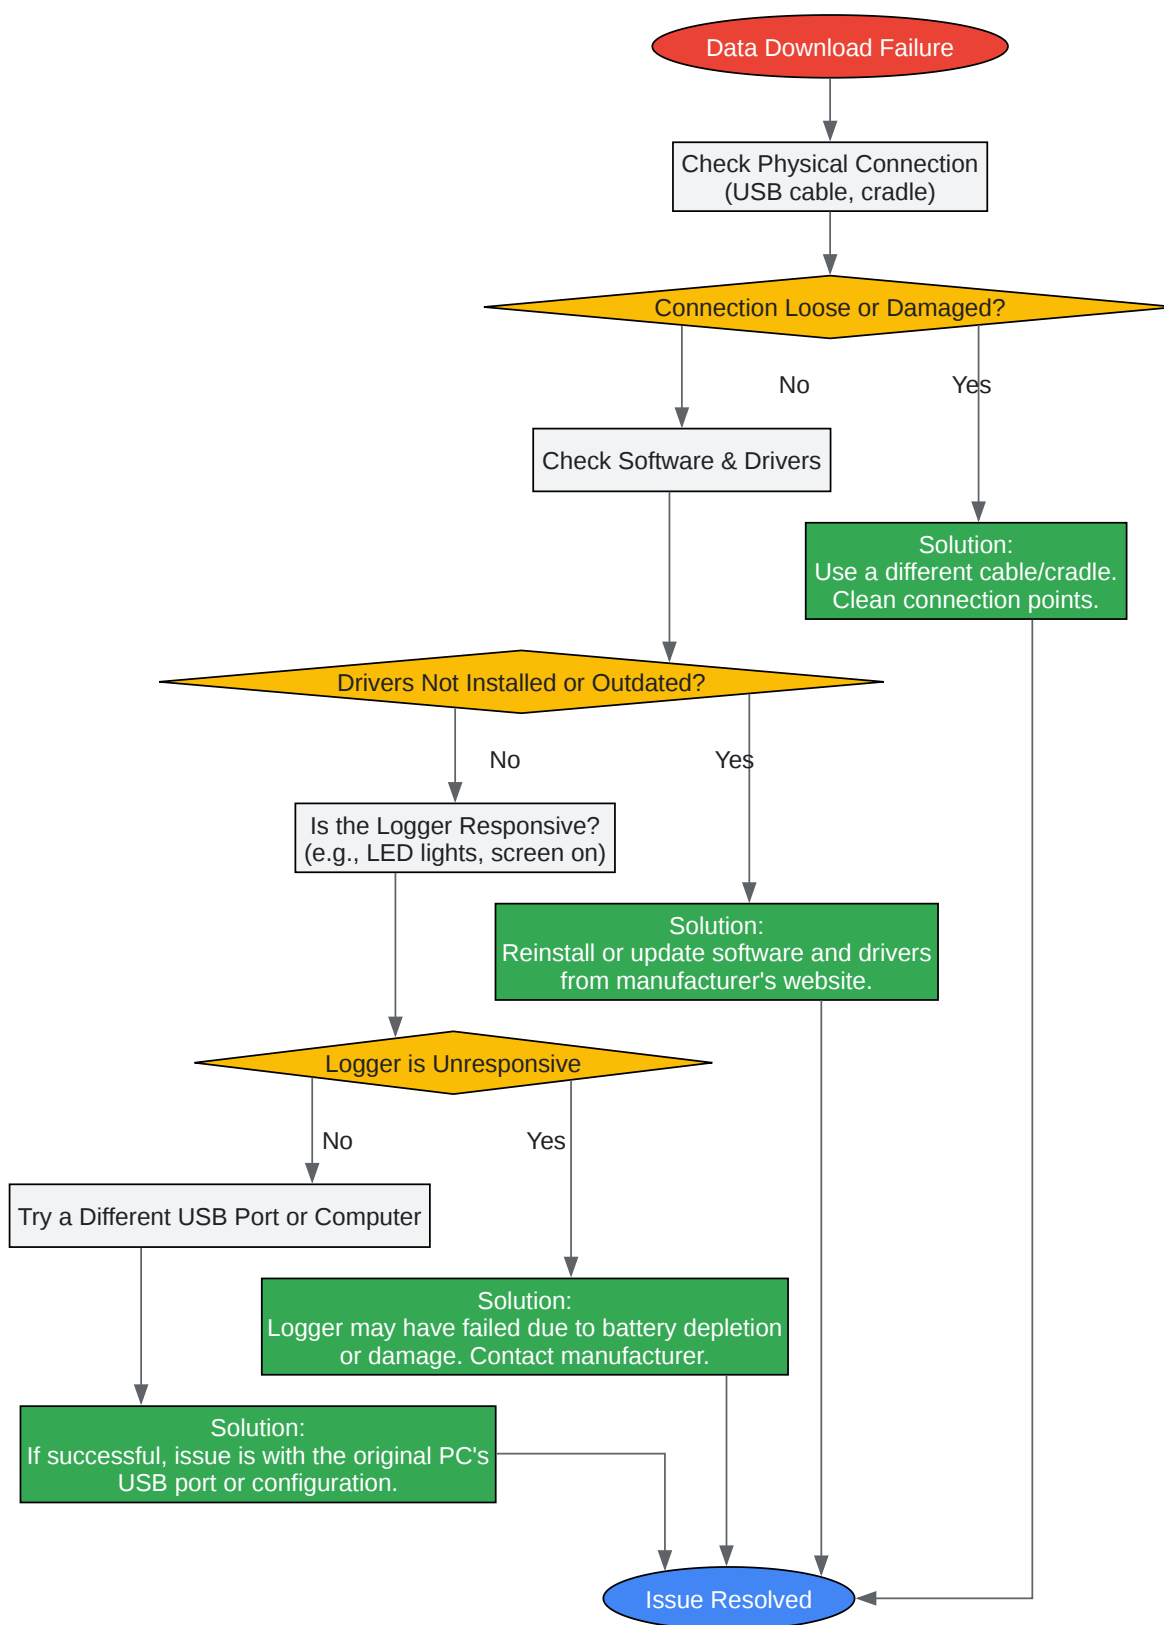 Data Download Failure
Check Physical Connection
(USB cable, cradle)
Connection Loose or Damaged?
No
Yes
Check Software & Drivers
Solution:
Use a different cable/cradle.
Clean connection points.
Drivers Not Installed or Outdated?
No
Yes
Is the Logger Responsive?
(e.g., LED lights, screen on)
Solution:
Reinstall or update software and drivers
from manufacturer's website.
Logger is Unresponsive
No
Yes
Try a Different USB Port or Computer
Solution:
Logger may have failed due to battery depletion
or damage. Contact manufacturer.
Solution:
If successful, issue is with the original PC's
USB port or configuration.
Issue Resolved